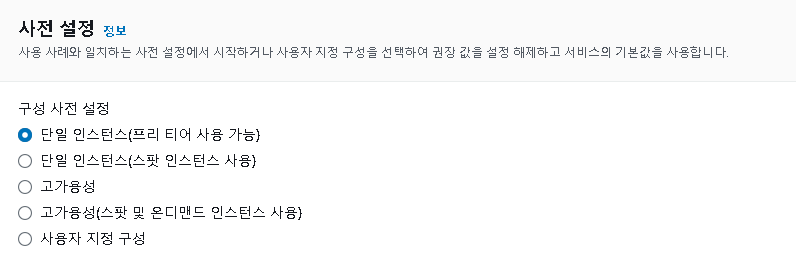 사전 설정 정보
사용 사례와 일치하는 사전 설정에서 시작하거나 사용자 지정 구성을 선택하여 권장 값을 설정 해제하고 서비스의 기본값을 사용합니다.
구성 사전 설정
단일 인스턴스(프리 티어 사용 가능)
단일 인스턴스(스팟 인스턴스 사용)
고가용성
고가용성(스팟 및 온디맨드 인스턴스 사용)
사용자 지정 구성